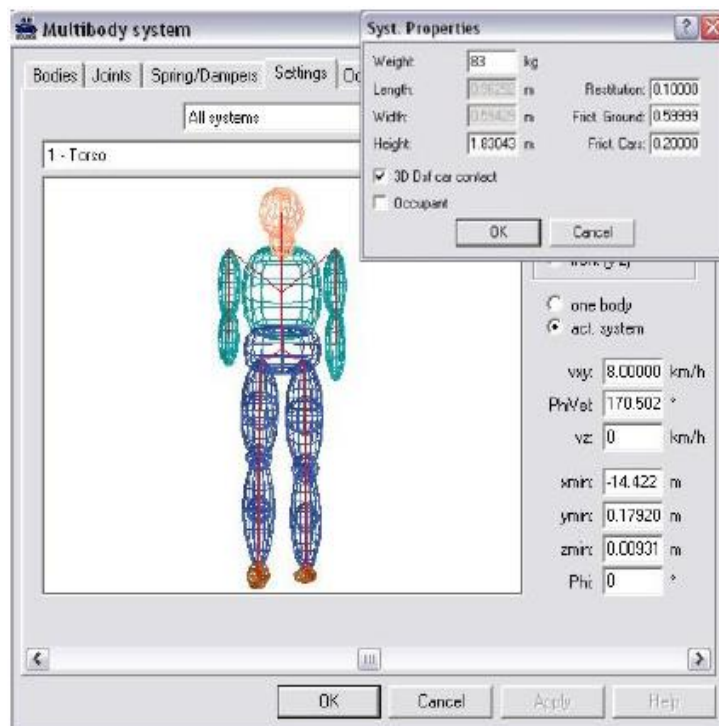 Multibody system
Syst. Properties
Bodies
Joints
Spring/Dampers
Settings
All systems
1 - Torso
Weight: 83 kg
Length: m
Width: m
Height: 1.83043 m
Restitution: 0.10000
Frict. Ground: 0.59999
Frict. Cars: 0.20000
3D Dxf car contact
Occupant
OK
Cancel
one body
act. system
vxy: 8.00000 km/h
PhiVel: 170.502 °
vz: 0 km/h
xmin: -14.422 m
ymin: 0.17920 m
zmin: 0.00931 m
Phi: 0 °
OK
Cancel
Apply
Help